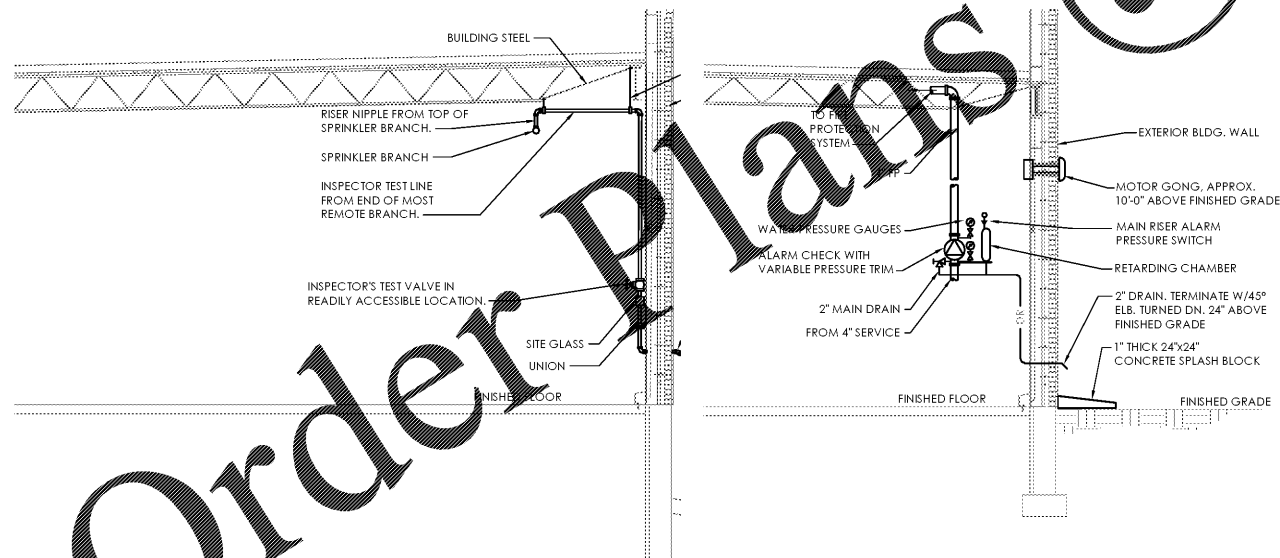 BUILDING STEEL
RISER NIPPLE FROM TOP OF
SPRINKLER BRANCH.
SPRINKLER BRANCH
INSPECTOR TEST LINE
FROM END OF MOST
REMOTE BRANCH.
INSPECTOR'S TEST VALVE IN
READILY ACCESSIBLE LOCATION.
SITE GLASS
UNION
FINISHED FLOOR
TO FIRE
PROTECTION
SYSTEM
WATER PRESSURE GAUGES
ALARM CHECK WITH
VARIABLE PRESSURE TRIM
2" MAIN DRAIN
FROM 4" SERVICE
FINISHED FLOOR
EXTERIOR BLDG. WALL
MOTOR GONG, APPROX.
10'-0" ABOVE FINISHED GRADE
MAIN RISER ALARM
PRESSURE SWITCH
RETARDING CHAMBER
2" DRAIN. TERMINATE W/45°
ELB. TURNED DN. 24" ABOVE
FINISHED GRADE
1" THICK 24"x24"
CONCRETE SPLASH BLOCK
FINISHED GRADE
Order Plans